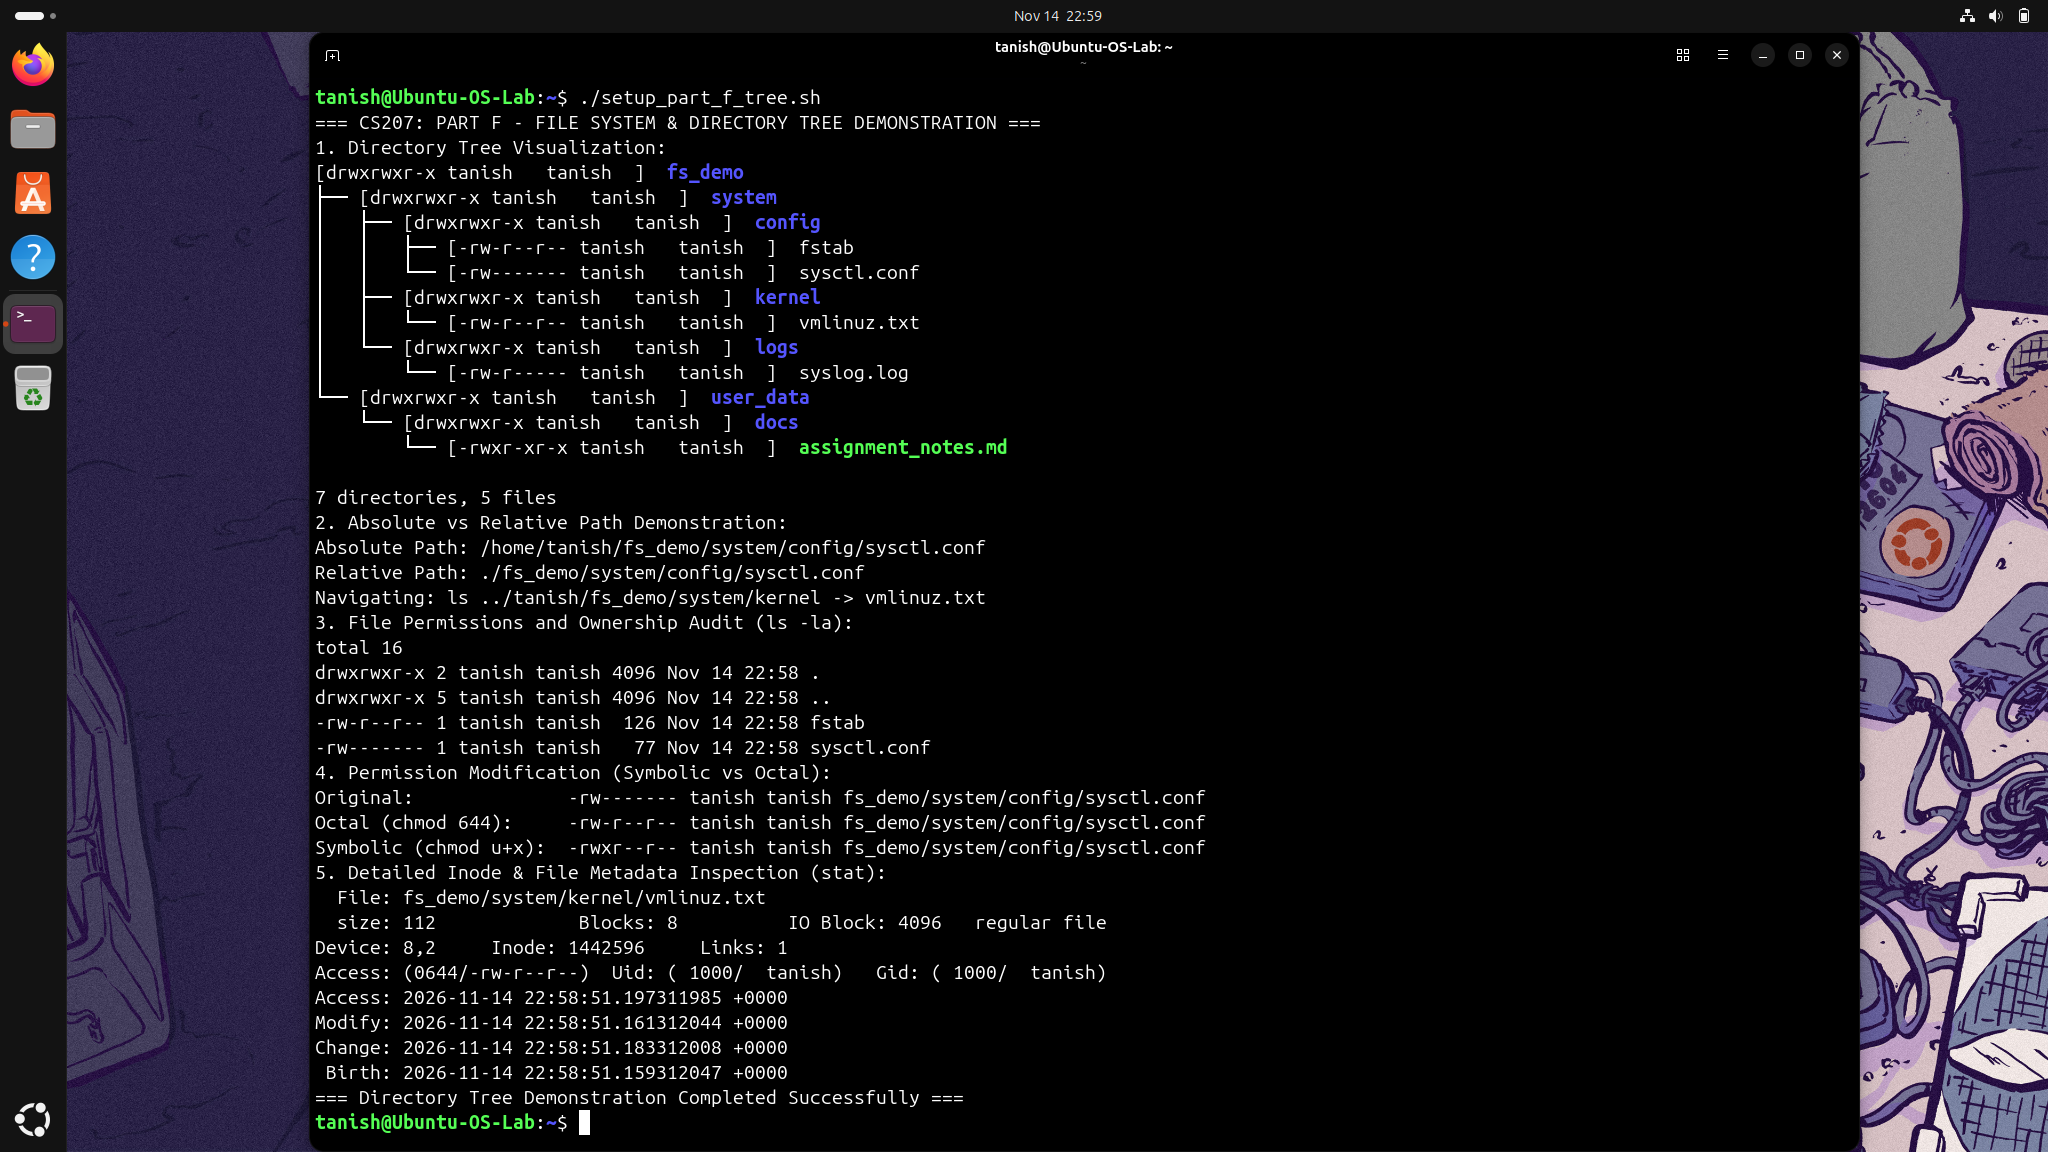 Nov 14 22:59
tanish@Ubuntu-OS-Lab: ~
~
tanish@Ubuntu-OS-Lab:~$ ./setup_part_f_tree.sh
=== CS207: PART F - FILE SYSTEM & DIRECTORY TREE DEMONSTRATION ===
1. Directory Tree Visualization:
[drwxrwxr-x tanish   tanish  ]  fs_demo
├── [drwxrwxr-x tanish   tanish  ]  system
│   ├── [drwxrwxr-x tanish   tanish  ]  config
│   │   ├── [-rw-r--r-- tanish   tanish  ]  fstab
│   │   └── [-rw------- tanish   tanish  ]  sysctl.conf
│   ├── [drwxrwxr-x tanish   tanish  ]  kernel
│   │   └── [-rw-r--r-- tanish   tanish  ]  vmlinuz.txt
│   └── [drwxrwxr-x tanish   tanish  ]  logs
│       └── [-rw-r----- tanish   tanish  ]  syslog.log
└── [drwxrwxr-x tanish   tanish  ]  user_data
    └── [drwxrwxr-x tanish   tanish  ]  docs
        └── [-rwxr-xr-x tanish   tanish  ]  assignment_notes.md

7 directories, 5 files
2. Absolute vs Relative Path Demonstration:
Absolute Path: /home/tanish/fs_demo/system/config/sysctl.conf
Relative Path: ./fs_demo/system/config/sysctl.conf
Navigating: ls ../tanish/fs_demo/system/kernel -> vmlinuz.txt
3. File Permissions and Ownership Audit (ls -la):
total 16
drwxrwxr-x 2 tanish tanish 4096 Nov 14 22:58 .
drwxrwxr-x 5 tanish tanish 4096 Nov 14 22:58 ..
-rw-r--r-- 1 tanish tanish  126 Nov 14 22:58 fstab
-rw------- 1 tanish tanish   77 Nov 14 22:58 sysctl.conf
4. Permission Modification (Symbolic vs Octal):
Original:              -rw------- tanish tanish fs_demo/system/config/sysctl.conf
Octal (chmod 644):     -rw-r--r-- tanish tanish fs_demo/system/config/sysctl.conf
Symbolic (chmod u+x):  -rwxr--r-- tanish tanish fs_demo/system/config/sysctl.conf
5. Detailed Inode & File Metadata Inspection (stat):
  File: fs_demo/system/kernel/vmlinuz.txt
  size: 112             Blocks: 8          IO Block: 4096   regular file
Device: 8,2     Inode: 1442596     Links: 1
Access: (0644/-rw-r--r--)  Uid: ( 1000/  tanish)   Gid: ( 1000/  tanish)
Access: 2026-11-14 22:58:51.197311985 +0000
Modify: 2026-11-14 22:58:51.161312044 +0000
Change: 2026-11-14 22:58:51.183312008 +0000
 Birth: 2026-11-14 22:58:51.159312047 +0000
=== Directory Tree Demonstration Completed Successfully ===
tanish@Ubuntu-OS-Lab:~$